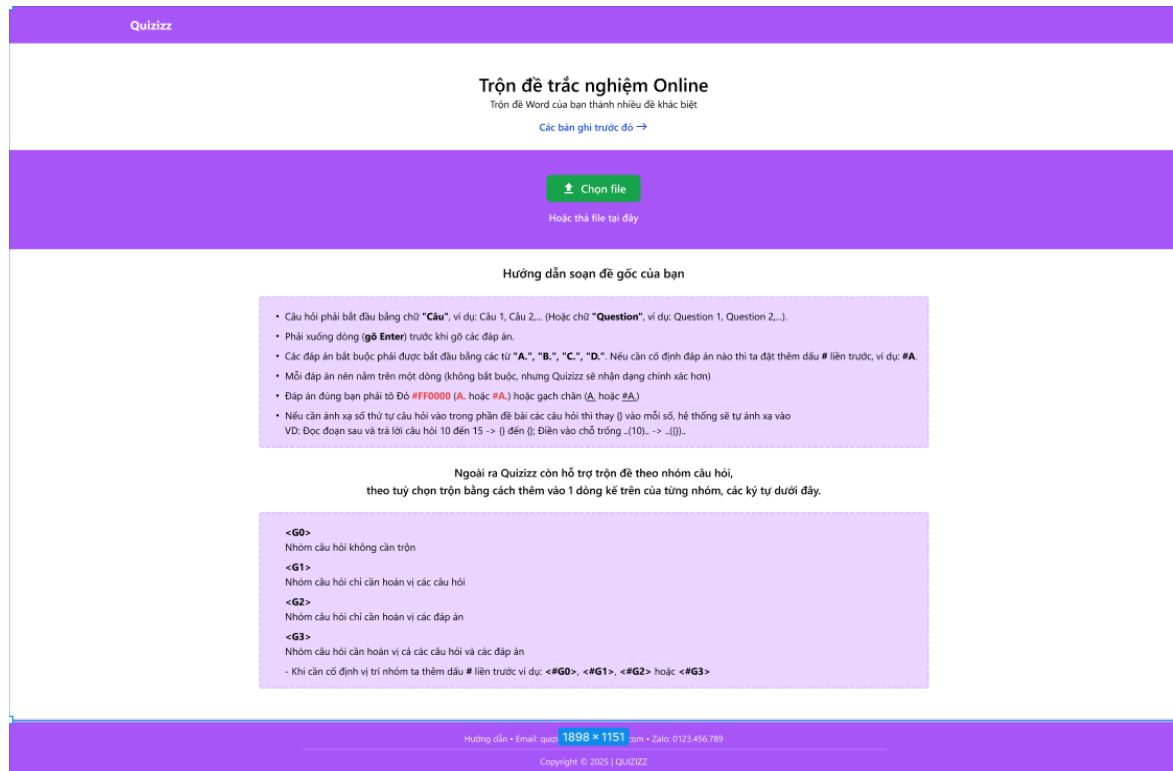 Quizizz
Trộn đề trắc nghiệm Online
Trộn đề Word của bạn thành nhiều đề khác biệt
Các bản ghi trước đó →
Chọn file
Hoặc thả file tại đây
Hướng dẫn soạn đề gốc của bạn
• Câu hỏi phải bắt đầu bằng chữ "Câu", ví dụ: Câu 1, Câu 2,... (Hoặc chữ "Question", ví dụ: Question 1, Question 2,...).
• Phải xuống dòng (gõ Enter) trước khi gõ các đáp án.
• Các đáp án bắt buộc phải được bắt đầu bằng các từ "A.", "B.", "C.", "D.". Nếu cần cố định đáp án nào thì ta đặt thêm dấu # liền trước, ví dụ: #A.
• Mỗi đáp án nên nằm trên một dòng (không bắt buộc, nhưng Quizizz sẽ nhận dạng chính xác hơn)
• Đáp án đúng bạn phải tô Đỏ #FF0000 (A. hoặc #A.) hoặc gạch chân (A. hoặc #A.)
• Nếu cần ánh xạ số thứ tự câu hỏi vào trong phần đề bài các câu hỏi thì thay {} vào mỗi số, hệ thống sẽ tự ánh xạ vào
VD: Đọc đoạn sau và trả lời câu hỏi 10 đến 15 -> {} đến {}; Điền vào chỗ trống ..(10).. -> ..({})..
Ngoài ra Quizizz còn hỗ trợ trộn đề theo nhóm câu hỏi,
theo tuỳ chọn trộn bằng cách thêm vào 1 dòng kế trên của từng nhóm, các ký tự dưới đây.
<G0>
Nhóm câu hỏi không cần trộn
<G1>
Nhóm câu hỏi chỉ cần hoán vị các câu hỏi
<G2>
Nhóm câu hỏi chỉ cần hoán vị các đáp án
<G3>
Nhóm câu hỏi cần hoán vị cả các câu hỏi và các đáp án
- Khi cần cố định vị trí nhóm ta thêm dấu # liền trước ví dụ: <#G0>, <#G1>, <#G2> hoặc <#G3>
Hướng dẫn • Email: quizi 1898 × 1151 com • Zalo: 0123.456.789
Copyright © 2025 | QUIZIZZ